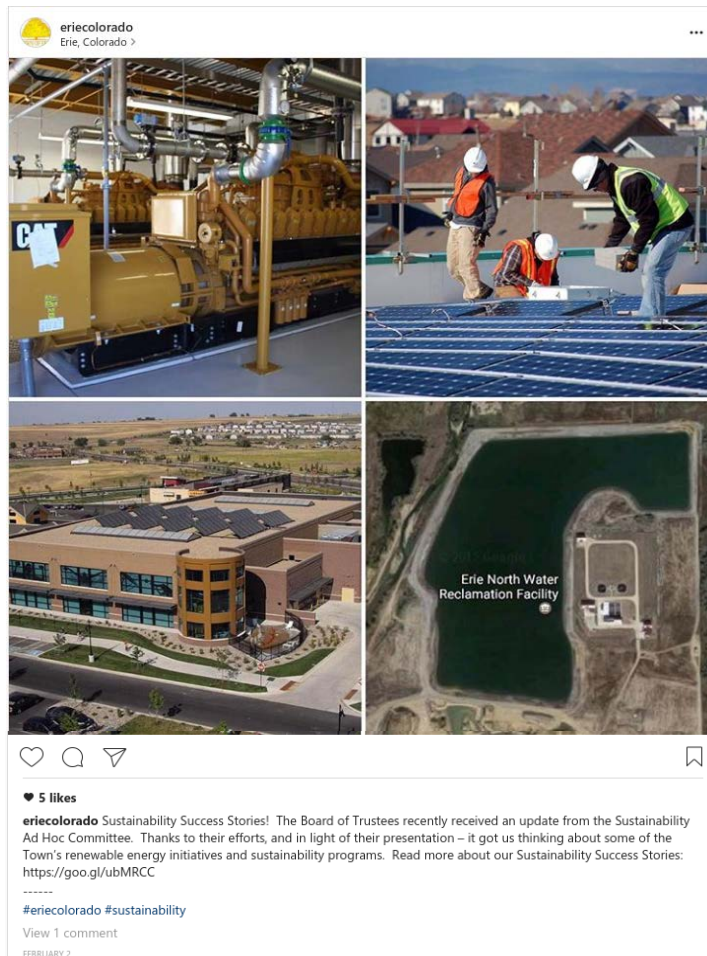 eriecolorado
Erie, Colorado >
CAT
Erie North Water
Reclamation Facility
5 likes
eriecolorado Sustainability Success Stories! The Board of Trustees recently received an update from the Sustainability
Ad Hoc Committee. Thanks to their efforts, and in light of their presentation – it got us thinking about some of the
Town's renewable energy initiatives and sustainability programs. Read more about our Sustainability Success Stories:
https://goo.gl/ubMRCC
------
#eriecolorado #sustainability
View 1 comment
FEBRUARY 2